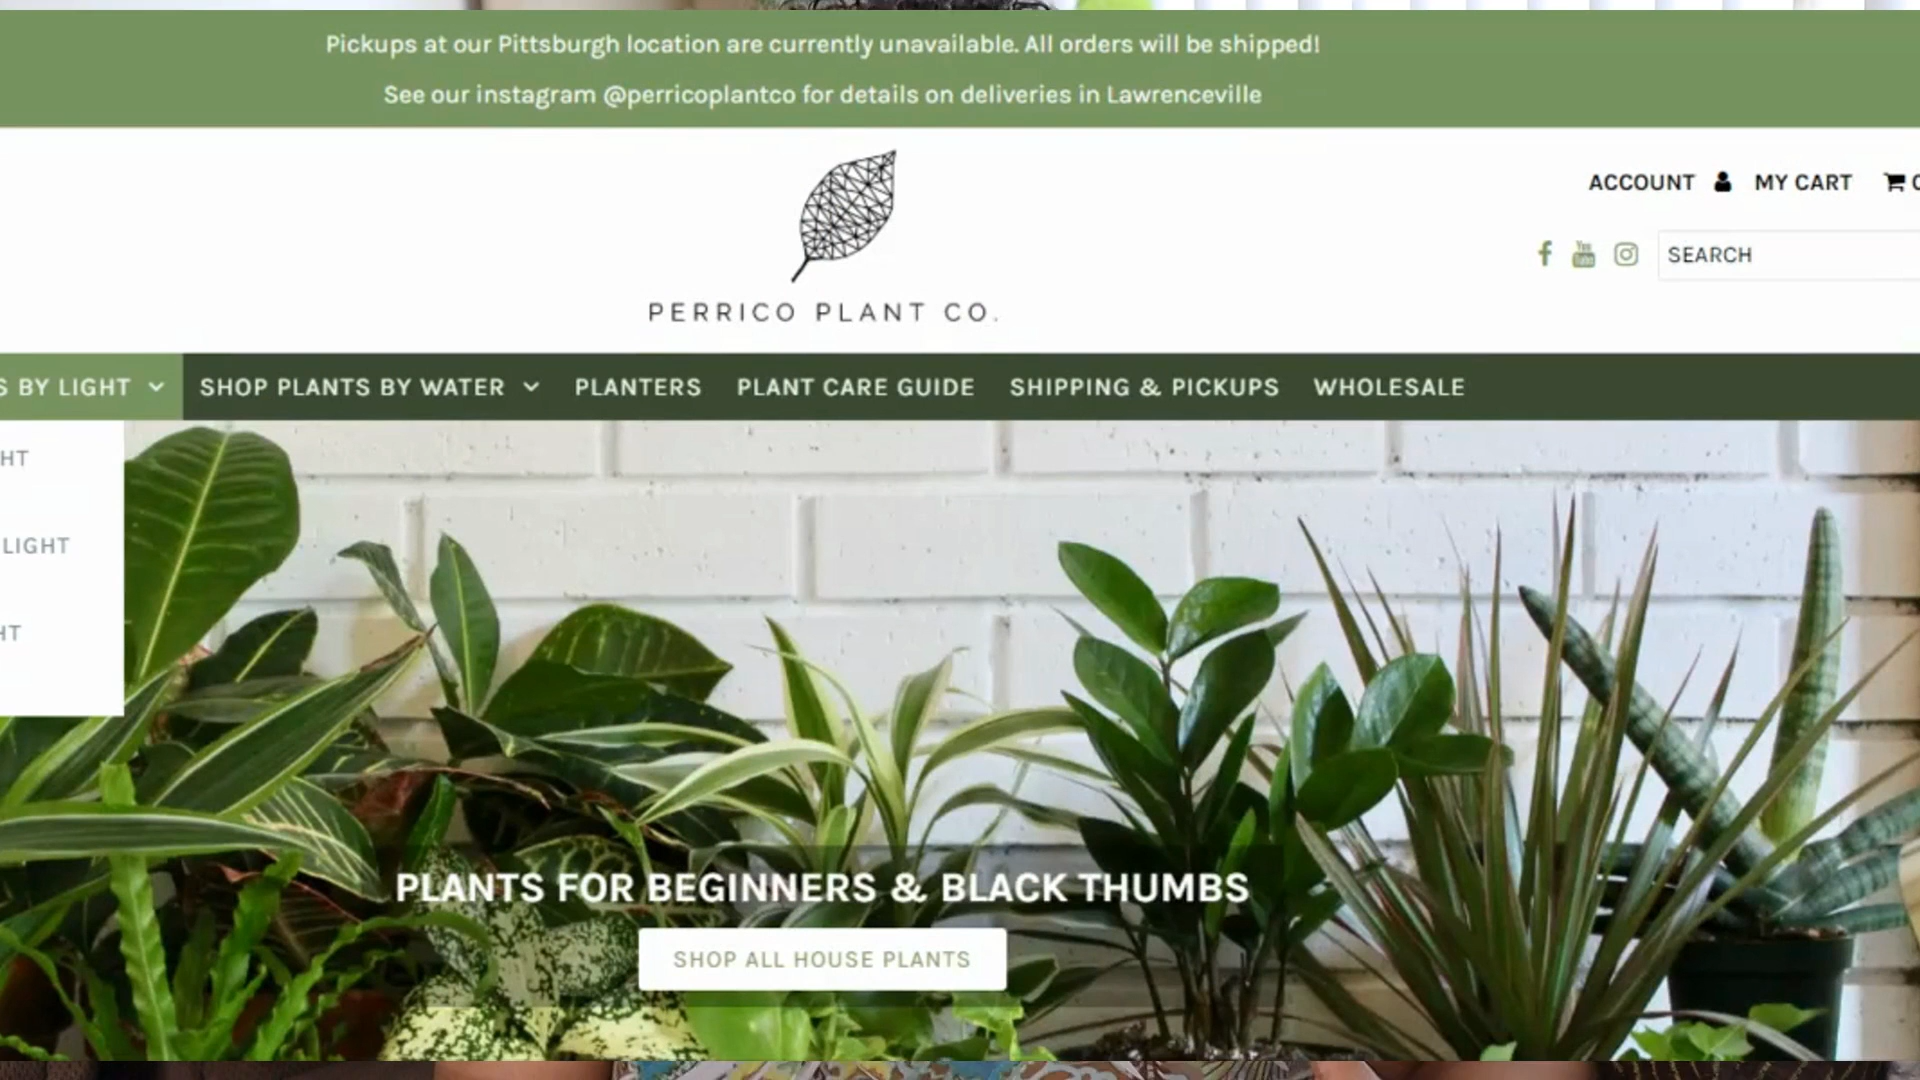 Pickups at our Pittsburgh location are currently unavailable. All orders will be shipped!
See our instagram @perricoplantco for details on deliveries in Lawrenceville
ACCOUNT MY CART
You Tube
SEARCH
PERRICO PLANT CO.
BY LIGHT SHOP PLANTS BY WATER PLANTERS PLANT CARE GUIDE SHIPPING & PICKUPS WHOLESALE
LIGHT
PLANTS FOR BEGINNERS & BLACK THUMBS
SHOP ALL HOUSE PLANTS